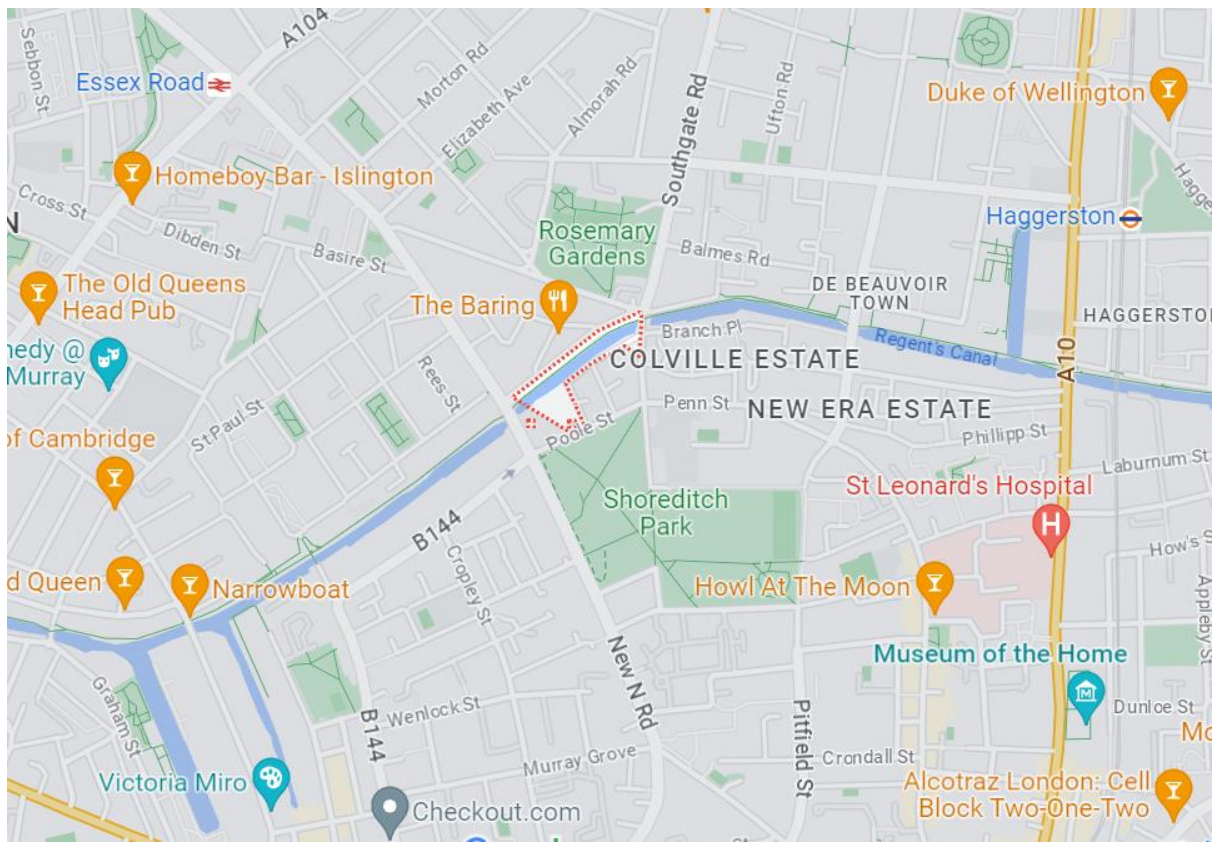 A104
Sebbon St
Essex Road
Morton Rd
Elizabeth Ave
Almorah Rd
Southgate Rd
Ufton Rd
Duke of Wellington
Homeboy Bar - Islington
Cross St
Dibden St
Basire St
Rosemary
Gardens
Balmes Rd
Haggerston
Hagger
N
The Old Queens
Head Pub
The Baring
DE BEAUVOIR
TOWN
HAGGERSTO
Branch Pl
Regent's Canal
A10
nedy @
Murray
Rees St
COLVILLE ESTATE
St Paul St
Penn St
NEW ERA ESTATE
of Cambridge
Poole St
Phillipp St
Laburnum St
St Leonard's Hospital
H
Shoreditch
Park
B144
How's S
d Queen
Narrowboat
Cropley St
Howl At The Moon
Appleby St
New N Rd
Museum of the Home
M
Graham St
B144
Wenlock St
Pitfield St
Dunloe St
Mo
Murray Grove
Crondall St
Victoria Miro
Checkout.com
Alcotraz London: Cell
Block Two-One-Two